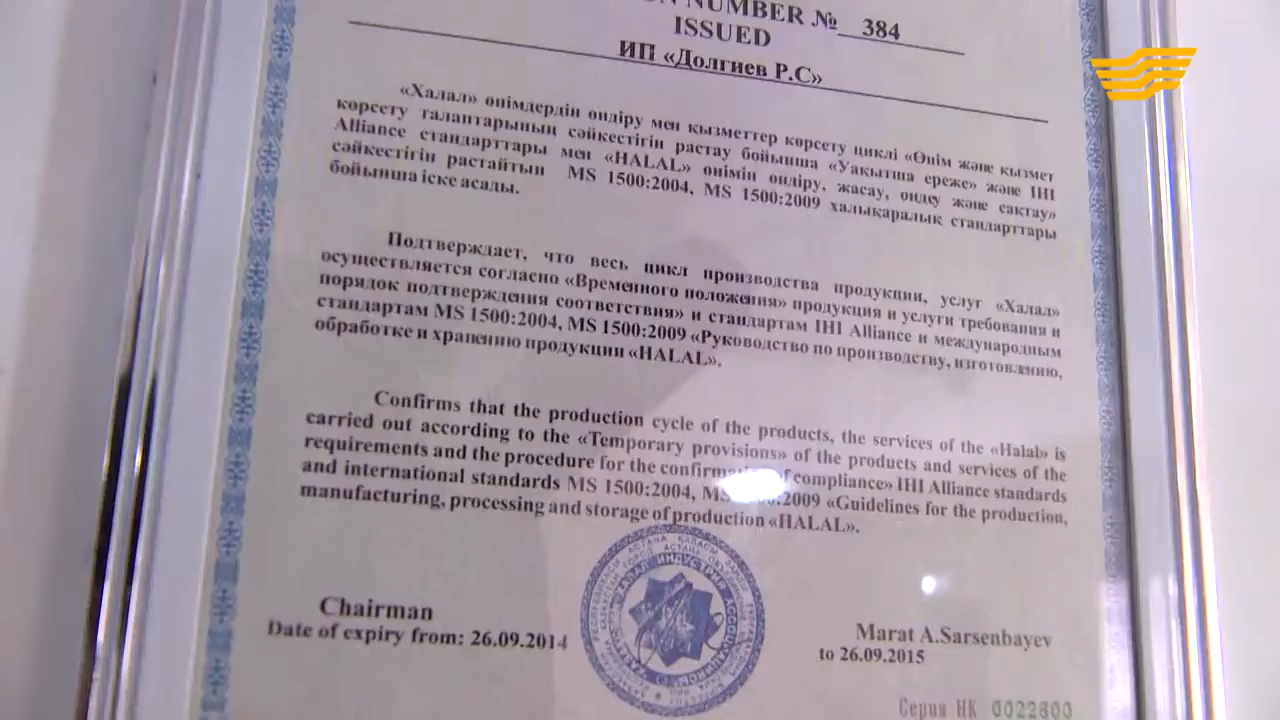 NUMBER № 384
ISSUED
ИП «Долгиев Р.С»
«Халал» өнімдердің өндіру мен қызметтер көрсету циклі «Өнім және қызмет
көрсету талаптарының сәйкестігін растау бойынша «Уақытша ереже» және IHI
Alliance стандарттары мен «HALAL» өнімін өндіру, жасау, өңдеу және сақтау»
сәйкестігін растайтын MS 1500:2004, MS 1500:2009 халықаралық стандарттары
бойынша іске асады.
Подтверждает, что весь цикл производства продукции, услуг «Халал»
осуществляется согласно «Временного положения» продукция и услуги требования и
порядок подтверждения соответствия» и стандартам IHI Alliance и международным
стандартам MS 1500:2004, MS 1500:2009 «Руководство по производству, изготовлению,
обработке и хранению продукции «HALAL».
Confirms that the production cycle of the products, the services of the «Halal» is
carried out according to the «Temporary provisions» of the products and services of the
requirements and the procedure for the compliance» IHI Alliance standards
and international standards MS 1500:2004, «Guidelines for the production,
manufacturing, processing and storage of production «HALAL».
Chairman
Marat A.Sarsenbayev
Date of expiry from: 26.09.2014
to 26.09.2015
ХАЛАЛ ИНДУСТРИЯ
Серия НК 0022800